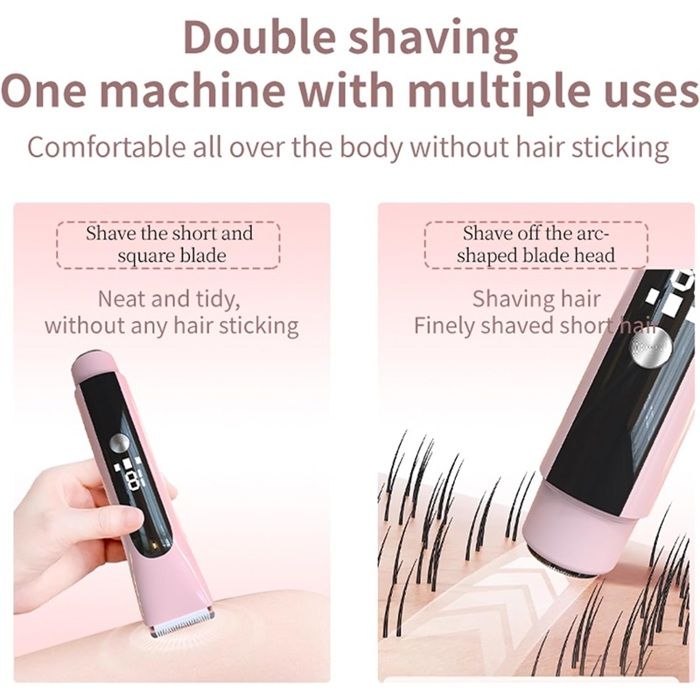 Double shaving
One machine with multiple uses
Comfortable all over the body without hair sticking
Shave the short and
square blade
Neat and tidy,
without any hair sticking
Shave off the arc-
shaped blade head
Shaving hair
Finely shaved short hair